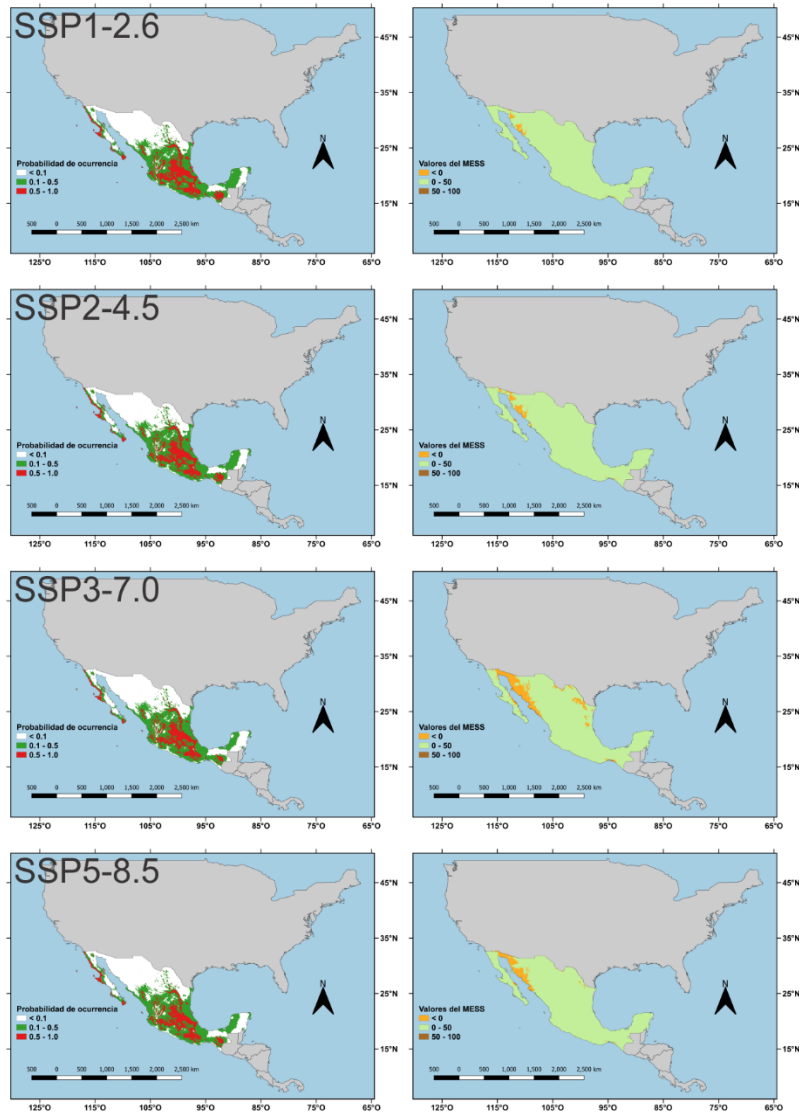 SSP1-2.6
45°N
35°N
25°N
15°N
N
Probabilidad de ocurrencia
< 0.1
0.1 - 0.5
0.5 - 1.0
500 0 500 1,000 1,500 2,000 2,500 km
125°O 115°O 105°O 95°O 85°O 75°O 65°O
45°N
35°N
25°N
15°N
N
Valores del MESS
< 0
0 - 50
50 - 100
500 0 500 1,000 1,500 2,000 2,500 km
115°O 105°O 95°O 85°O 75°O 65°O
SSP2-4.5
45°N
35°N
25°N
15°N
N
Probabilidad de ocurrencia
< 0.1
0.1 - 0.5
0.5 - 1.0
500 0 500 1,000 1,500 2,000 2,500 km
125°O 115°O 105°O 95°O 85°O 75°O 65°O
45°N
35°N
25°N
15°N
N
Valores del MESS
< 0
0 - 50
50 - 100
500 0 500 1,000 1,500 2,000 2,500 km
115°O 105°O 95°O 85°O 75°O 65°O
SSP3-7.0
45°N
35°N
25°N
15°N
N
Probabilidad de ocurrencia
< 0.1
0.1 - 0.5
0.5 - 1.0
500 0 500 1,000 1,500 2,000 2,500 km
125°O 115°O 105°O 95°O 85°O 75°O 65°O
45°N
35°N
25°N
15°N
N
Valores del MESS
< 0
0 - 50
50 - 100
500 0 500 1,000 1,500 2,000 2,500 km
115°O 105°O 95°O 85°O 75°O 65°O
SSP5-8.5
45°N
35°N
25°N
15°N
N
Probabilidad de ocurrencia
< 0.1
0.1 - 0.5
0.5 - 1.0
500 0 500 1,000 1,500 2,000 2,500 km
125°O 115°O 105°O 95°O 85°O 75°O 65°O
45°N
35°N
25°N
15°N
N
Valores del MESS
< 0
0 - 50
50 - 100
500 0 500 1,000 1,500 2,000 2,500 km
115°O 105°O 95°O 85°O 75°O 65°O